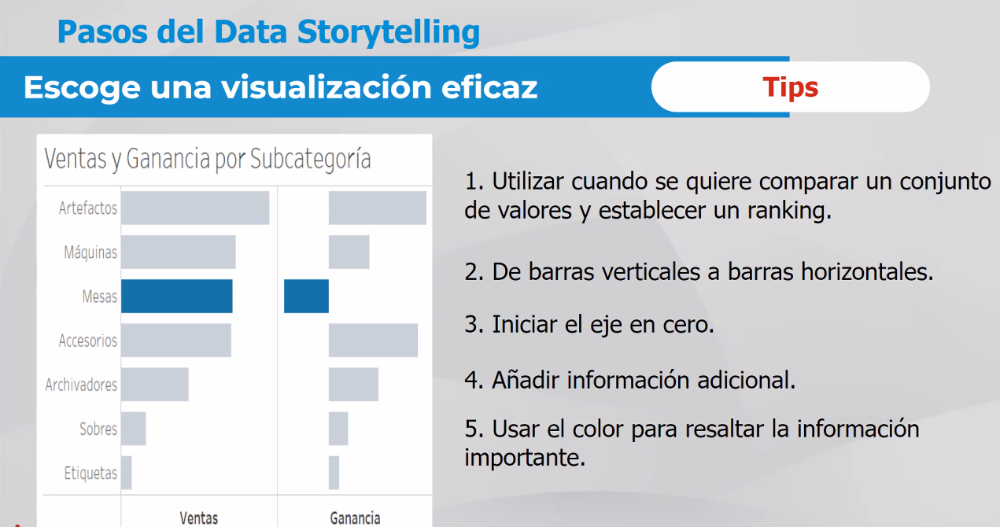 Pasos del Data Storytelling
Escoge una visualización eficaz
Tips
Ventas y Ganancia por Subcategoría
Artefactos
Máquinas
Mesas
Accesorios
Archivadores
Sobres
Etiquetas
Ventas
Ganancia
1. Utilizar cuando se quiere comparar un conjunto
de valores y establecer un ranking.
2. De barras verticales a barras horizontales.
3. Iniciar el eje en cero.
4. Añadir información adicional.
5. Usar el color para resaltar la información
importante.